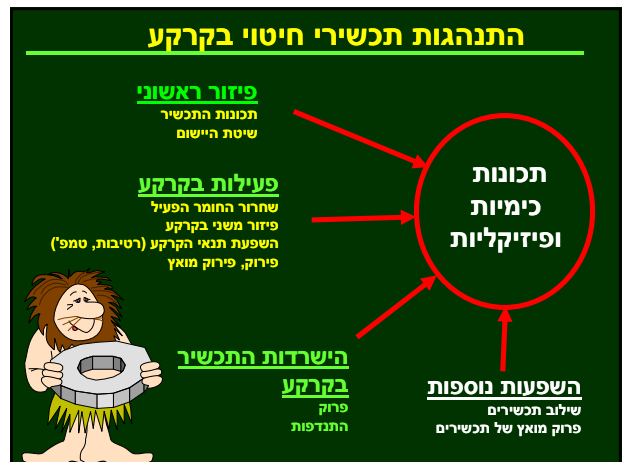 התנהגות תכשירי חיטוי בקרקע
פיזור ראשוני
תכונות התכשיר
שיטת היישום
פעילות בקרקע
שחרור החומר הפעיל
פיזור משני בקרקע
השפעת תנאי הקרקע (רטיבות, טמפ')
פירוק, פירוק מואץ
הישרדות התכשיר
בקרקע
פרוק
התנדפות
תכונות
כימיות
ופיזיקליות
השפעות נוספות
שילוב תכשירים
פרוק מואץ של תכשירים